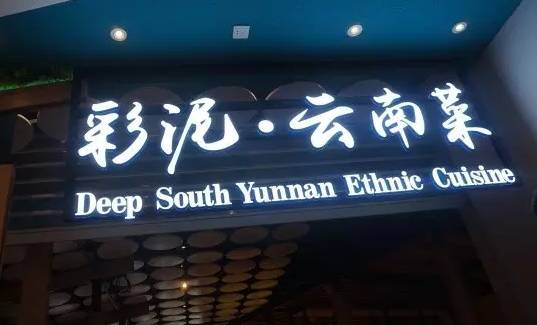 彩泥·云南菜
Deep South Yunnan Ethnic Cuisine